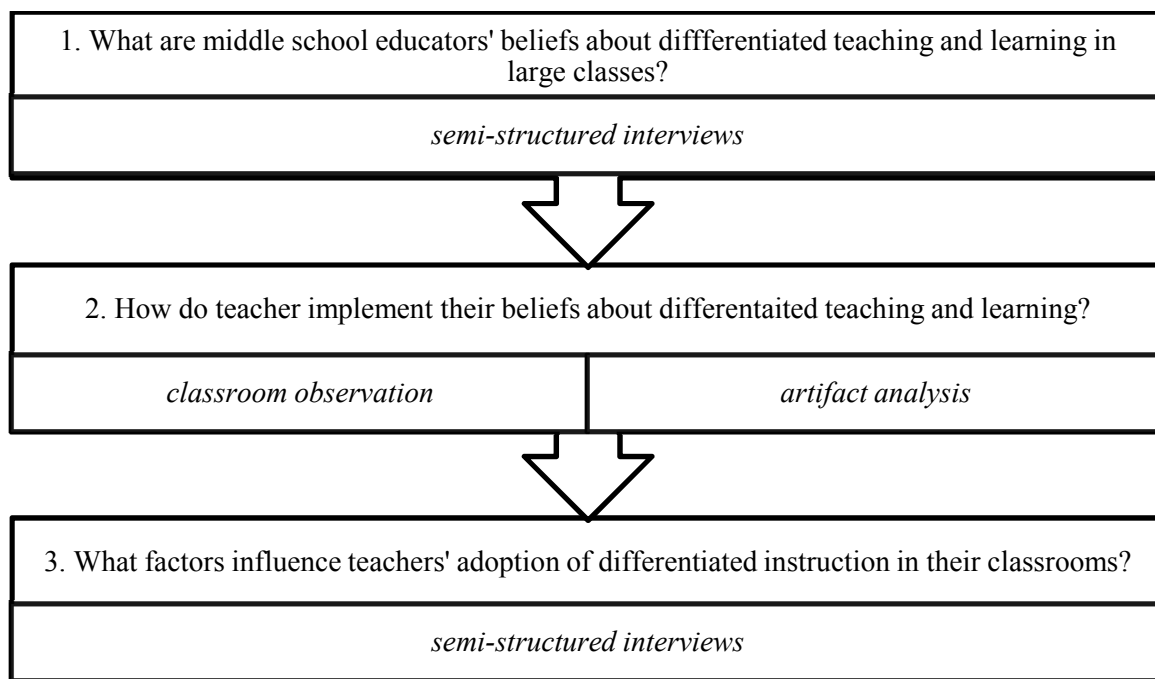 1. What are middle school educators' beliefs about diffferentiated teaching and learning in
large classes?
semi-structured interviews
2. How do teacher implement their beliefs about differentaited teaching and learning?
classroom observation
artifact analysis
3. What factors influence teachers' adoption of differentiated instruction in their classrooms?
semi-structured interviews